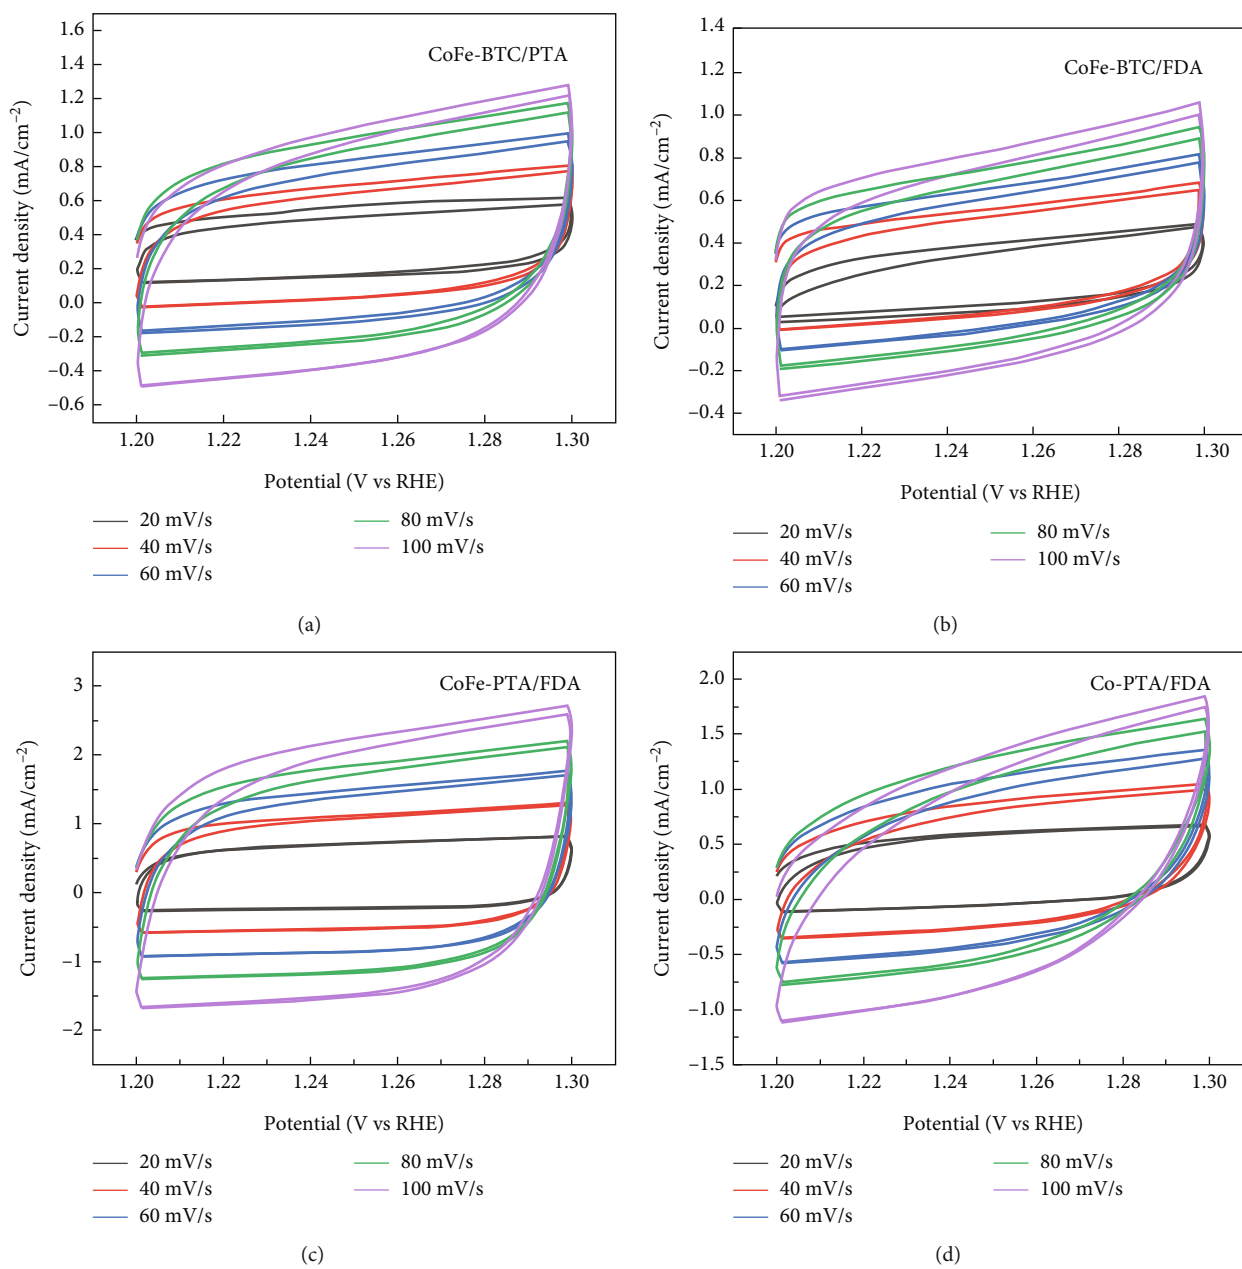 1.6
1.4
1.2
1.0
0.8
0.6
0.4
0.2
0.0
−0.2
−0.4
−0.6
Current density (mA/cm⁻²)
CoFe-BTC/PTA
1.20 1.22 1.24 1.26 1.28 1.30
Potential (V vs RHE)
20 mV/s 80 mV/s
40 mV/s 100 mV/s
60 mV/s
(a)
1.4
1.2
1.0
0.8
0.6
0.4
0.2
0.0
0.2
−0.4
Current density (mA/cm⁻²)
CoFe-BTC/FDA
1.20 1.22 1.24 1.26 1.28 1.30
Potential (V vs RHE)
20 mV/s 80 mV/s
40 mV/s 100 mV/s
60 mV/s
(b)
3
2
1
0
−1
−2
Current density (mA/cm⁻²)
CoFe-PTA/FDA
1.20 1.22 1.24 1.26 1.28 1.30
Potential (V vs RHE)
20 mV/s 80 mV/s
40 mV/s 100 mV/s
60 mV/s
(c)
2.0
1.5
1.0
0.5
0.0
−0.5
−1.0
−1.5
Current density (mA/cm⁻²)
Co-PTA/FDA
1.20 1.22 1.24 1.26 1.28 1.30
Potential (V vs RHE)
20 mV/s 80 mV/s
40 mV/s 100 mV/s
60 mV/s
(d)